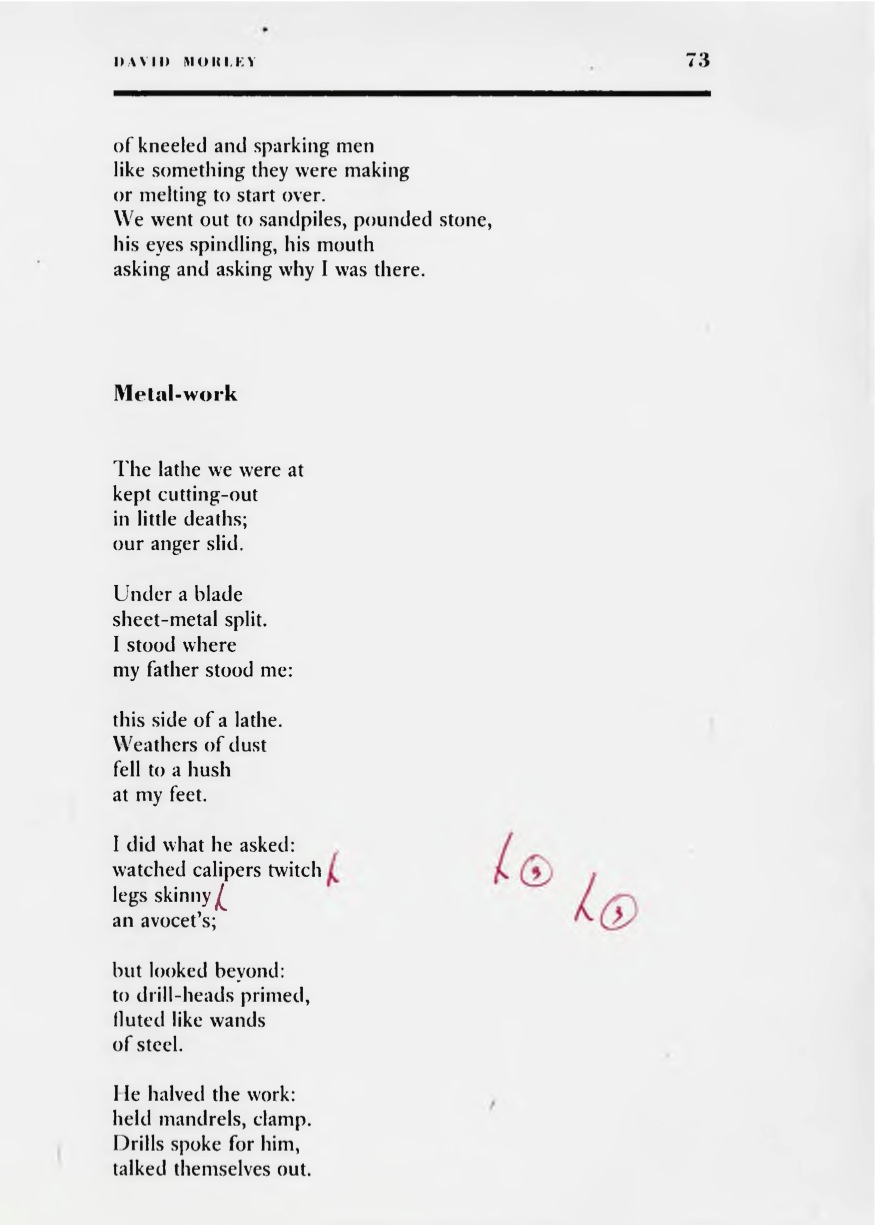 DAVID MORLEY 73
of kneeled and sparking men
like something they were making
or melting to start over.
We went out to sandpiles, pounded stone,
his eyes spindling, his mouth
asking and asking why I was there.
Metal-work
The lathe we were at
kept cutting-out
in little deaths;
our anger slid.
Under a blade
sheet-metal split.
I stood where
my father stood me:
this side of a lathe.
Weathers of dust
fell to a hush
at my feet.
I did what he asked:
watched calipers twitch
legs skinny
an avocet's;
but looked beyond:
to drill-heads primed,
fluted like wands
of steel.
He halved the work:
held mandrels, clamp.
Drills spoke for him,
talked themselves out.